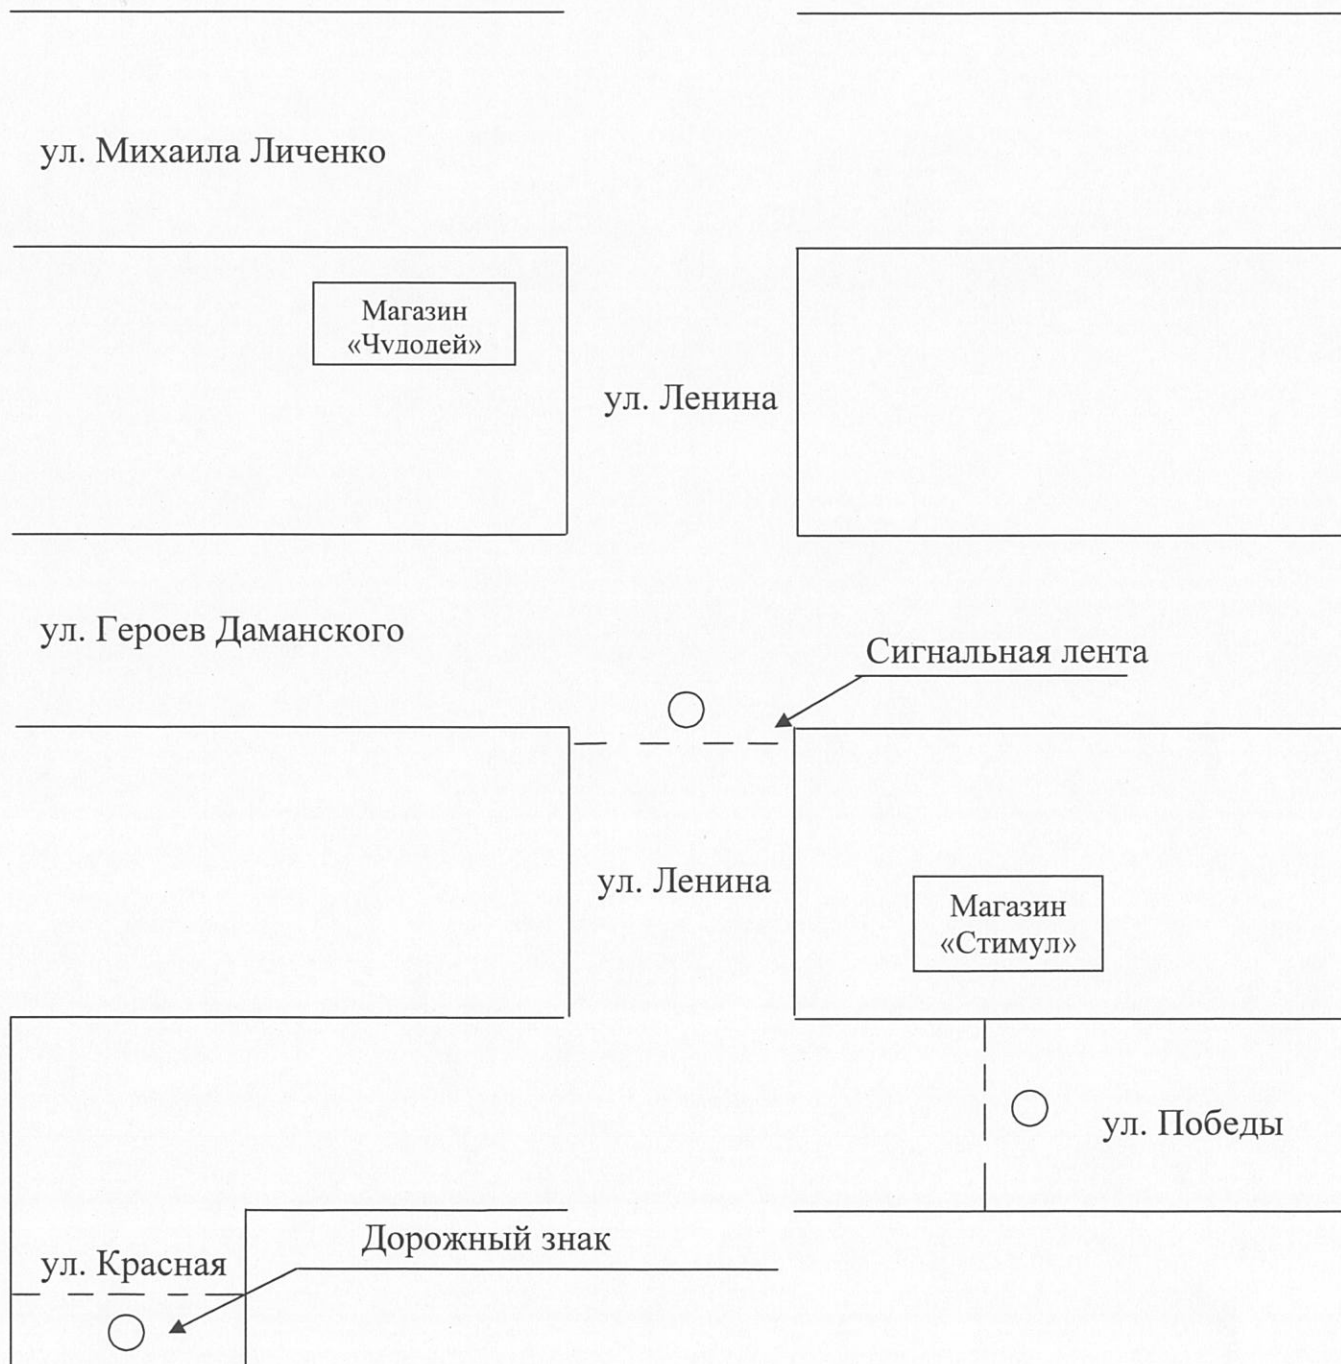 ул. Михаила Личенко
Магазин
«Чудодей»
ул. Ленина
ул. Героев Даманского
Сигнальная лента
ул. Ленина
Магазин
«Стимул»
ул. Победы
Дорожный знак
ул. Красная